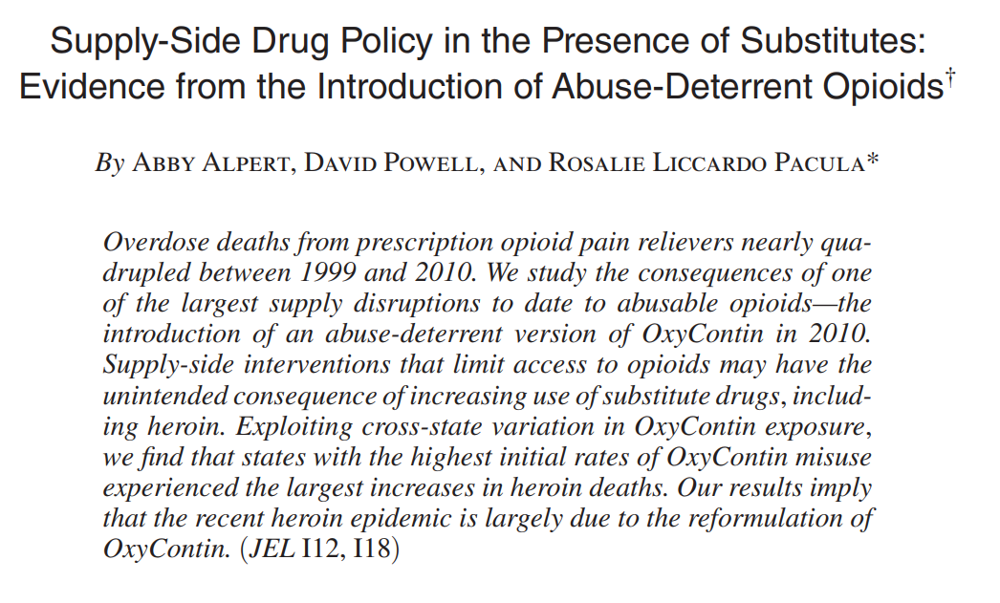 Supply-Side Drug Policy in the Presence of Substitutes:
Evidence from the Introduction of Abuse-Deterrent Opioids†
By Abby Alpert, David Powell, and Rosalie Liccardo Pacula*
Overdose deaths from prescription opioid pain relievers nearly qua-
drupled between 1999 and 2010. We study the consequences of one
of the largest supply disruptions to date to abusable opioids—the
introduction of an abuse-deterrent version of OxyContin in 2010.
Supply-side interventions that limit access to opioids may have the
unintended consequence of increasing use of substitute drugs, includ-
ing heroin. Exploiting cross-state variation in OxyContin exposure,
we find that states with the highest initial rates of OxyContin misuse
experienced the largest increases in heroin deaths. Our results imply
that the recent heroin epidemic is largely due to the reformulation of
OxyContin. (JEL I12, I18)